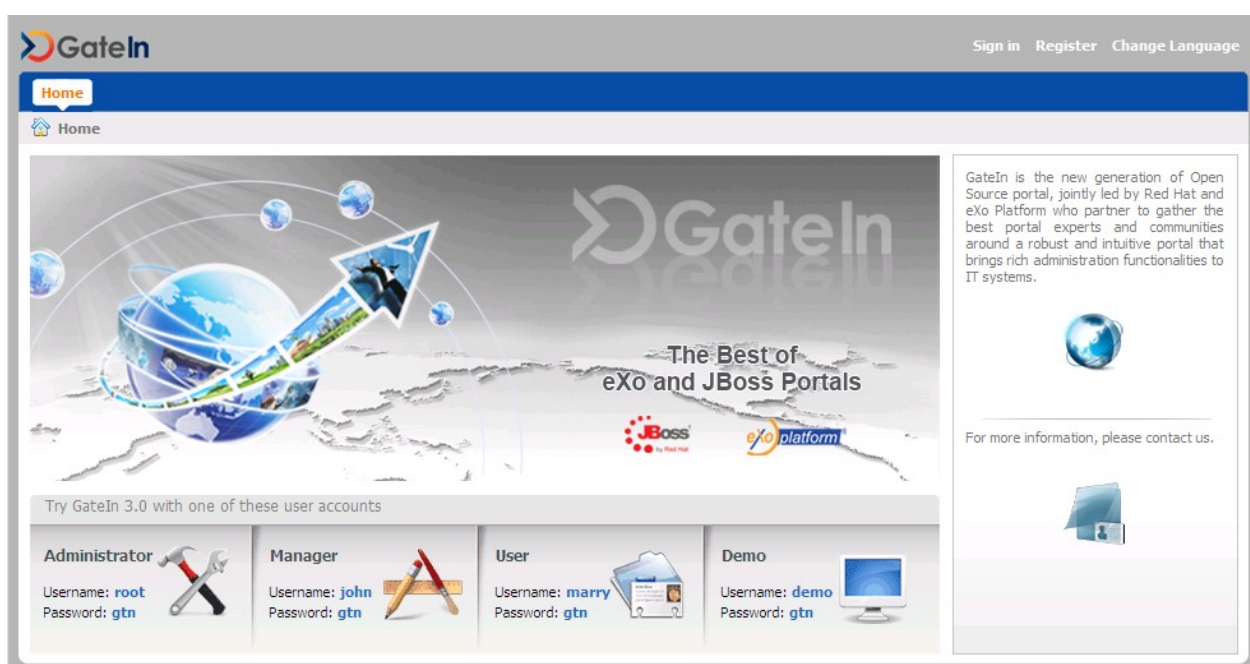 GateIn
Sign in Register Change Language
Home
Home
GateIn
The Best of
eXo and JBoss Portals
JBoss
by Red Hat
eXo platform
GateIn is the new generation of Open
Source portal, jointly led by Red Hat and
eXo Platform who partner to gather the
best portal experts and communities
around a robust and intuitive portal that
brings rich administration functionalities to
IT systems.
For more information, please contact us.
Try GateIn 3.0 with one of these user accounts
Administrator
Username: root
Password: gtn
Manager
Username: john
Password: gtn
User
Username: marry
Password: gtn
Demo
Username: demo
Password: gtn